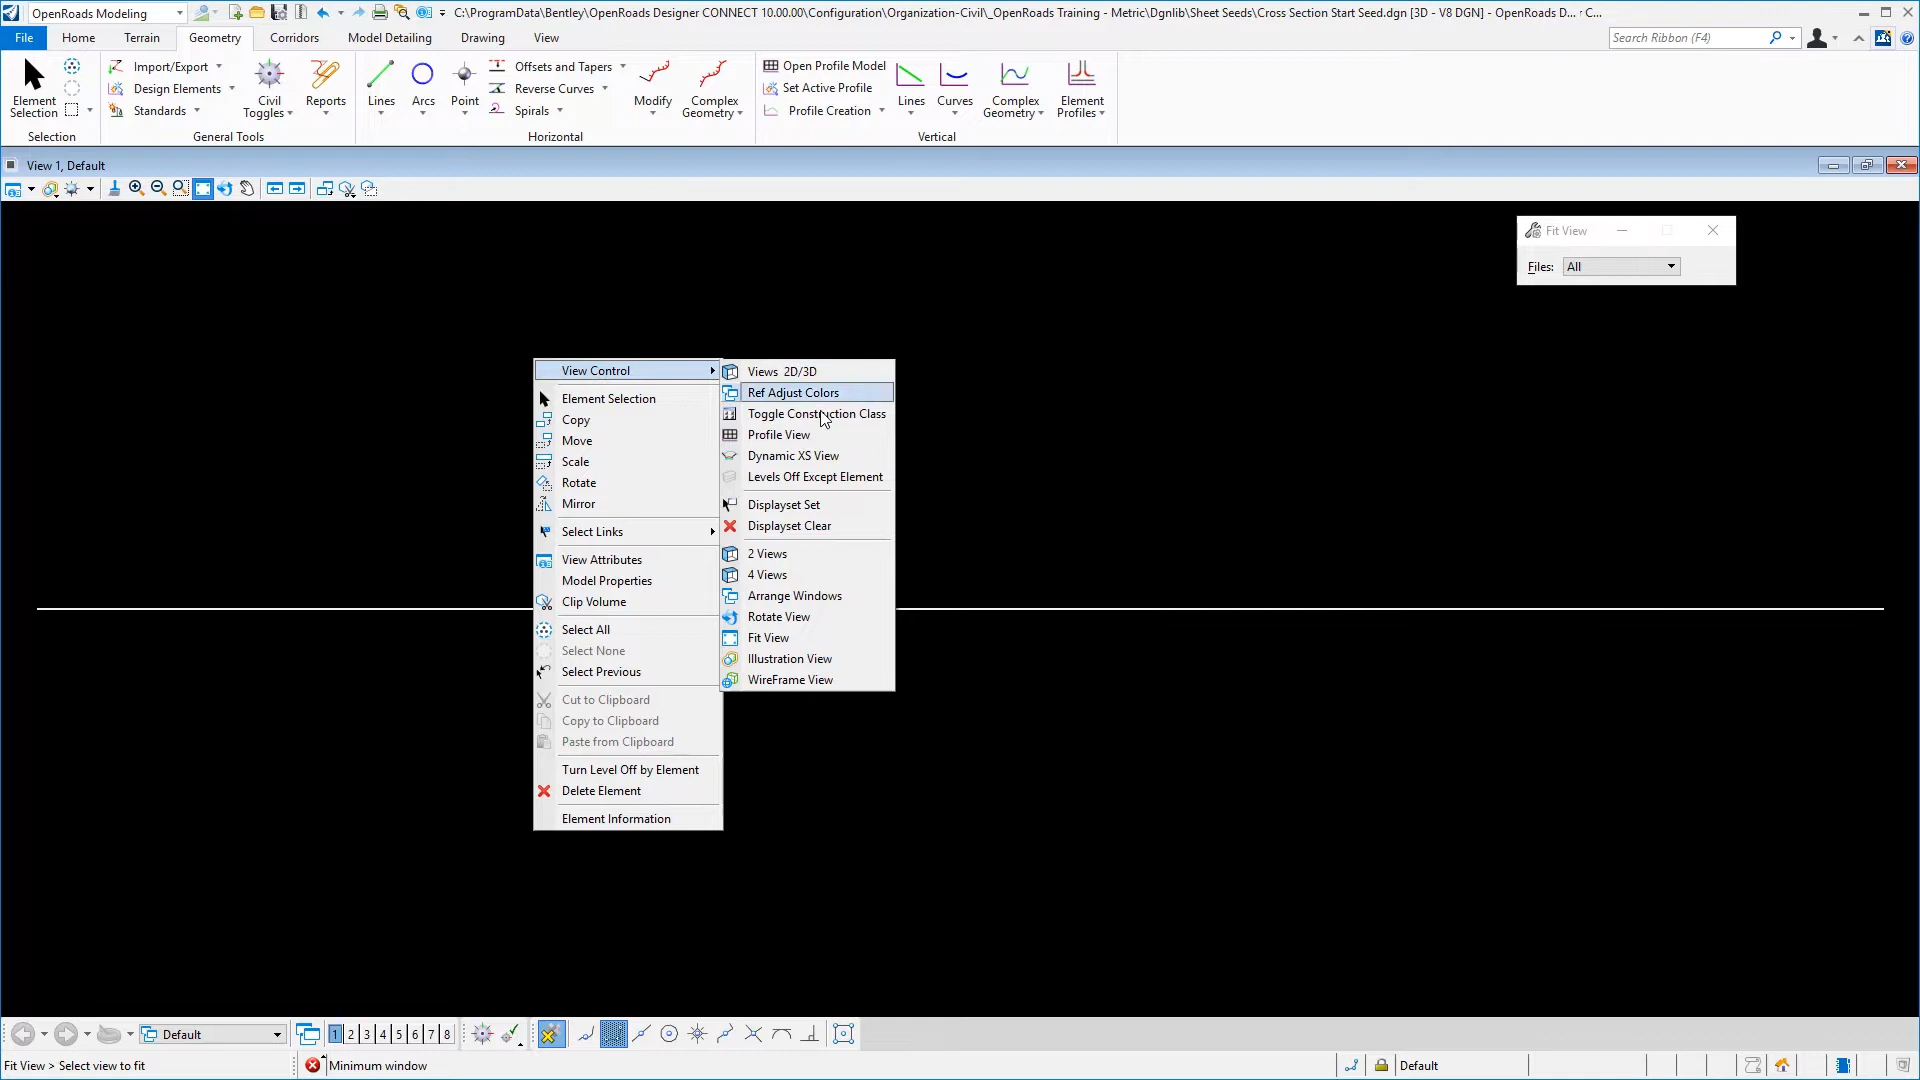 OpenRoads Modeling
C:\ProgramData\Bentley\OpenRoads Designer CONNECT 10.00.00\Configuration\Organization-Civil\_OpenRoads Training - Metric\Dgnlib\Sheet Seeds\Cross Section Start Seed.dgn [3D - V8 DGN] - OpenRoads D... C...
File Home Terrain Geometry Corridors Model Detailing Drawing View
Search Ribbon (F4)
Element Selection
Selection
Import/Export
Design Elements
Standards
Civil Toggles
Reports
General Tools
Lines
Arcs
Point
Offsets and Tapers
Reverse Curves
Spirals
Modify
Complex Geometry
Horizontal
Open Profile Model
Set Active Profile
Profile Creation
Lines
Curves
Complex Geometry
Element Profiles
Vertical
View 1, Default
Fit View
Files: All
View Control
Element Selection
Copy
Move
Scale
Rotate
Mirror
Select Links
View Attributes
Model Properties
Clip Volume
Select All
Select None
Select Previous
Cut to Clipboard
Copy to Clipboard
Paste from Clipboard
Turn Level Off by Element
Delete Element
Element Information
Views 2D/3D
Ref Adjust Colors
Toggle Construction Class
Profile View
Dynamic XS View
Levels Off Except Element
Displayset Set
Displayset Clear
2 Views
4 Views
Arrange Windows
Rotate View
Fit View
Illustration View
WireFrame View
Default
1 2 3 4 5 6 7 8
Fit View > Select view to fit
Minimum window
Default